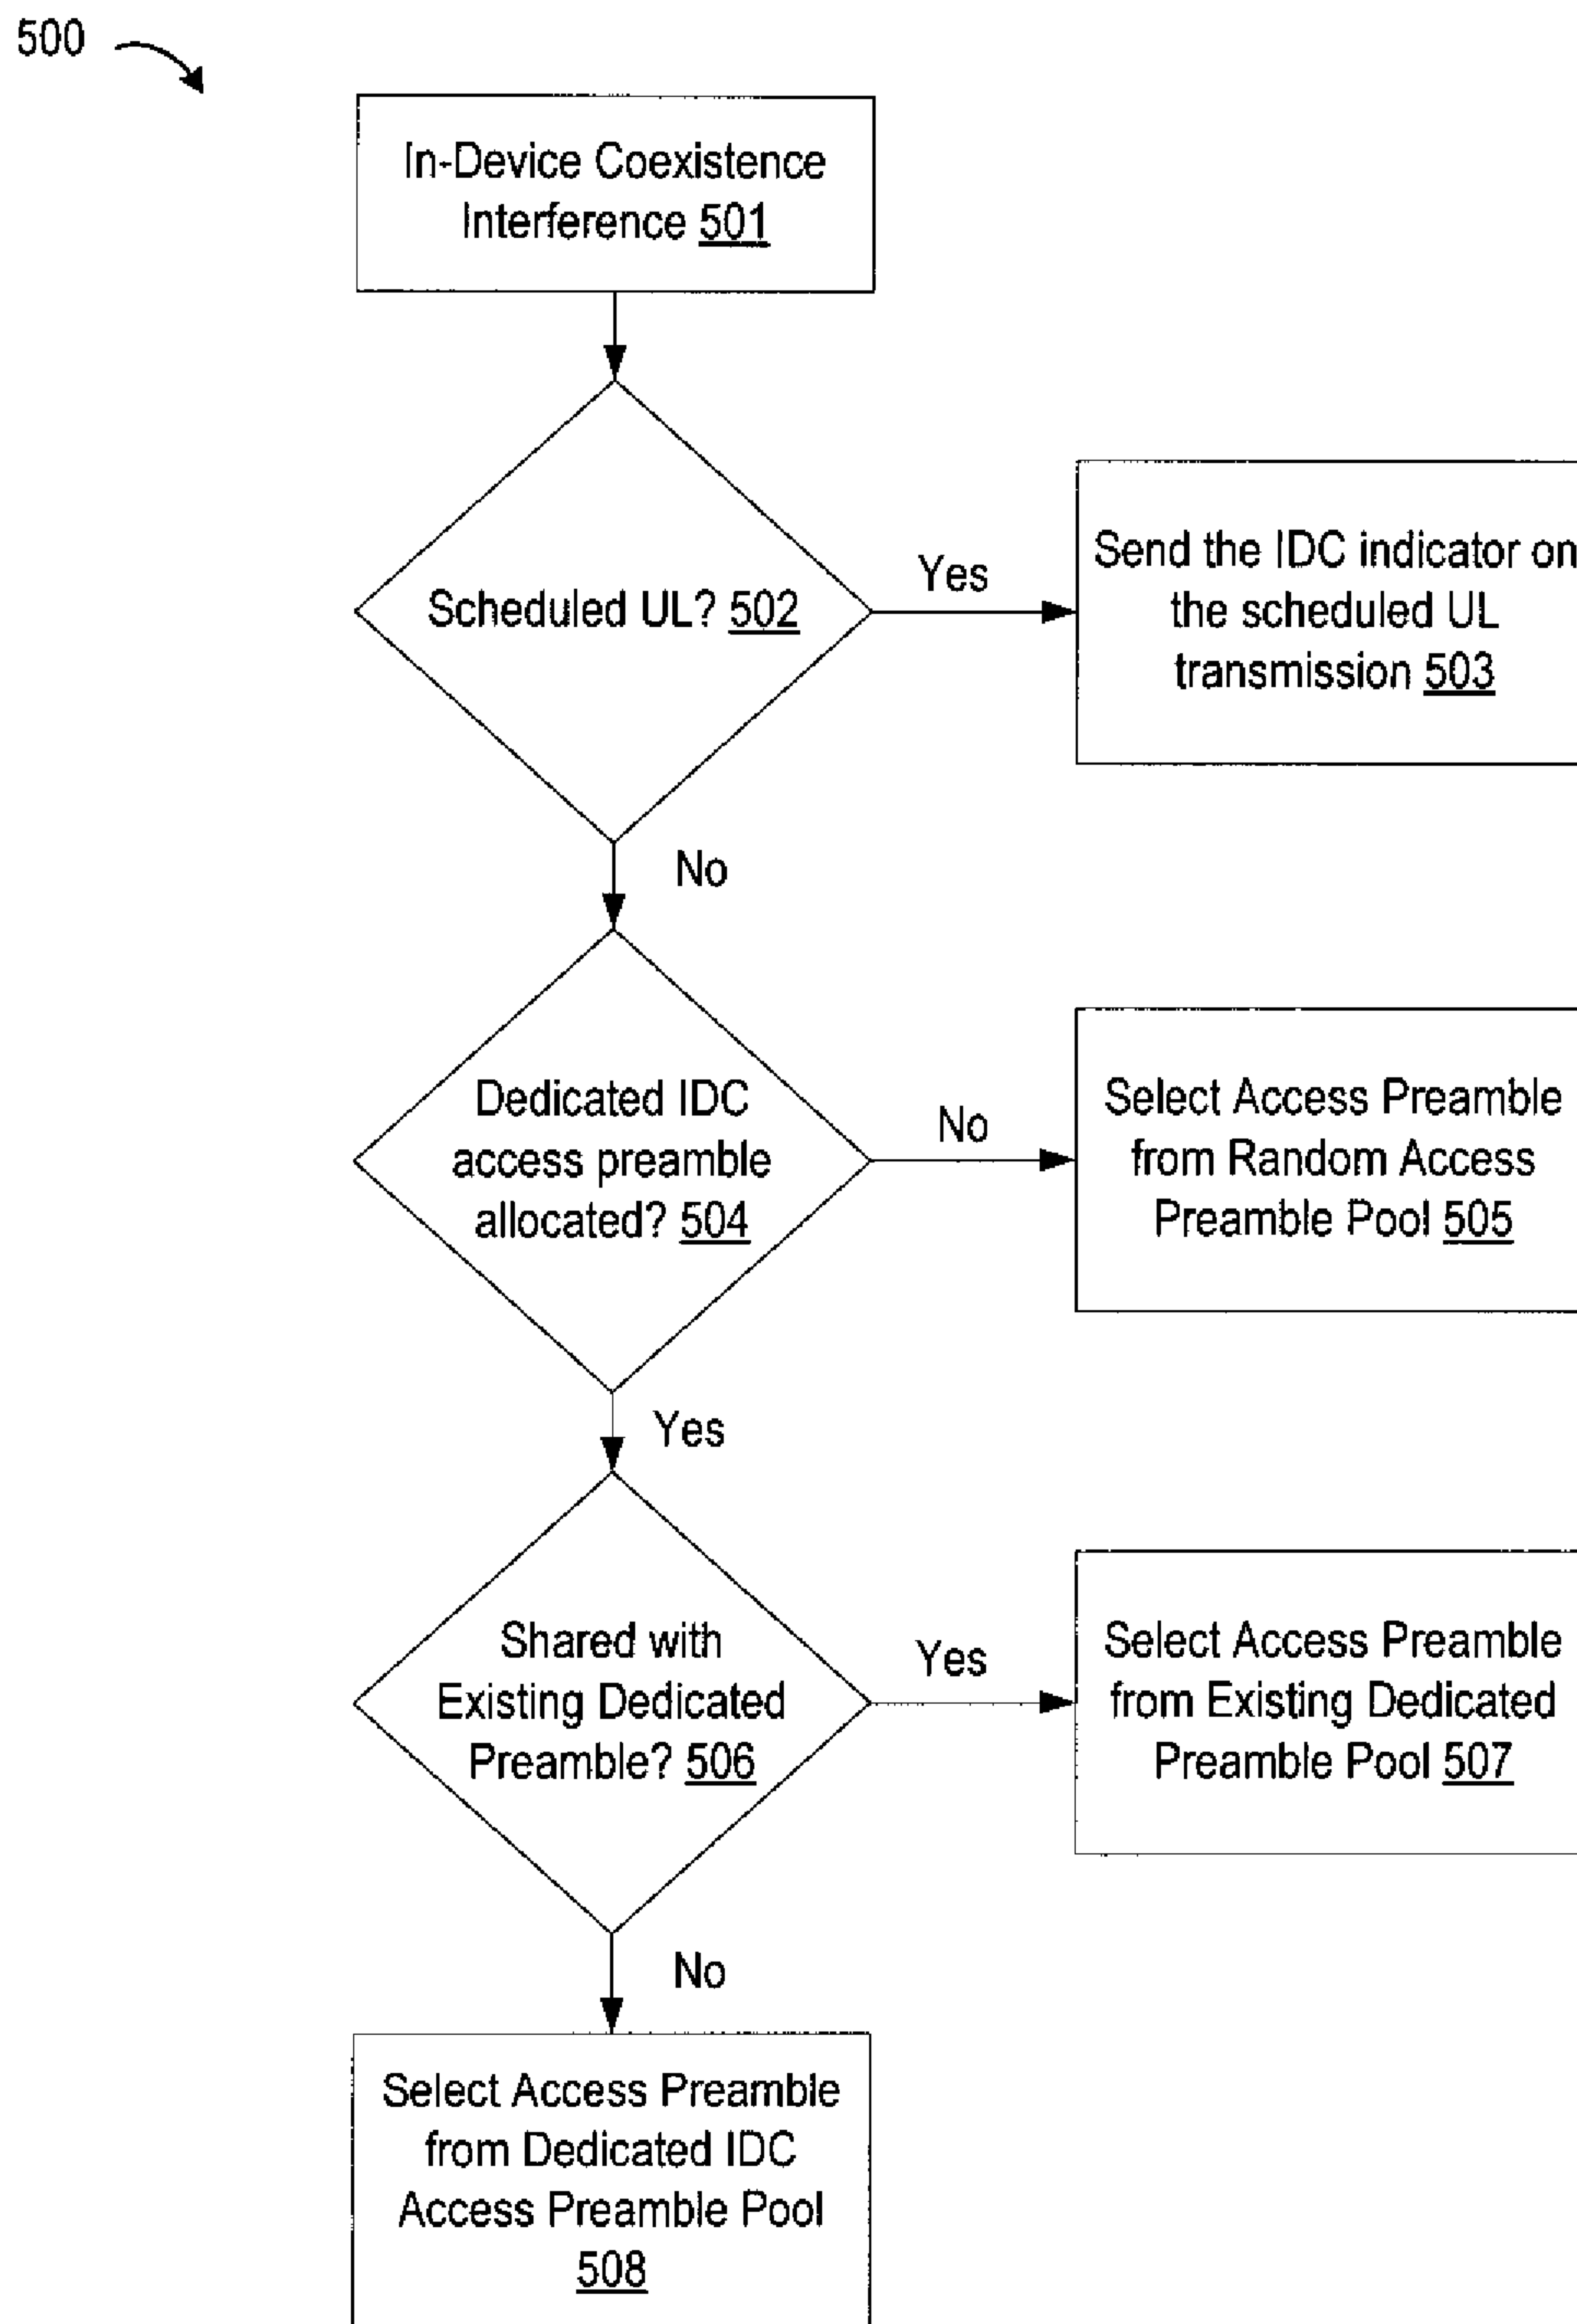 500
In-Device Coexistence
Interference 501
Scheduled UL? 502
Yes
Send the IDC indicator on
the scheduled UL
transmission 503
No
Dedicated IDC
access preamble
allocated? 504
No
Select Access Preamble
from Random Access
Preamble Pool 505
Yes
Shared with
Existing Dedicated
Preamble? 506
Yes
Select Access Preamble
from Existing Dedicated
Preamble Pool 507
No
Select Access Preamble
from Dedicated IDC
Access Preamble Pool
508